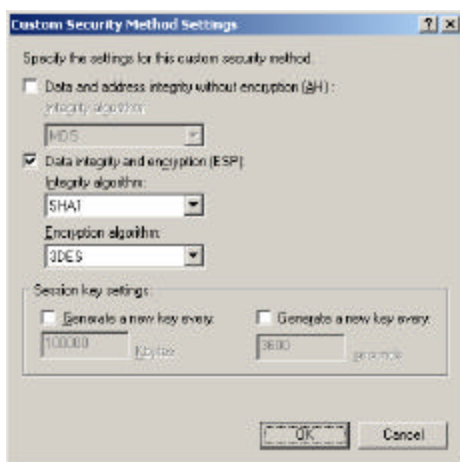 Custom Security Method Settings
Specify the settings for this custom security method.
Data and address integrity without encryption (AH) :
Integrity algorithm:
MD5
Data integrity and encryption (ESP):
Integrity algorithm:
SHA1
Encryption algorithm:
3DES
Session key settings:
Generate a new key every: Generate a new key every:
100000 Kbytes 3600 seconds
OK Cancel